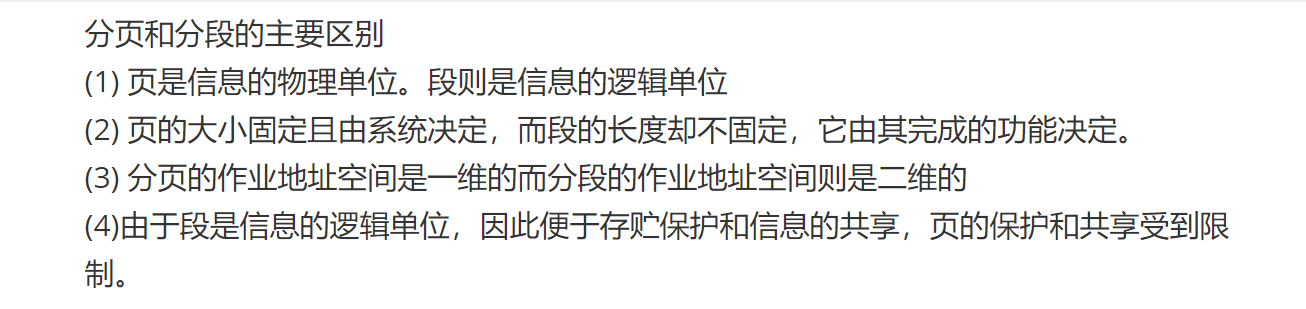 分页和分段的主要区别
(1) 页是信息的物理单位。段则是信息的逻辑单位
(2) 页的大小固定且由系统决定，而段的长度却不固定，它由其完成的功能决定。
(3) 分页的作业地址空间是一维的而分段的作业地址空间则是二维的
(4)由于段是信息的逻辑单位，因此便于存贮保护和信息的共享，页的保护和共享受到限
制。